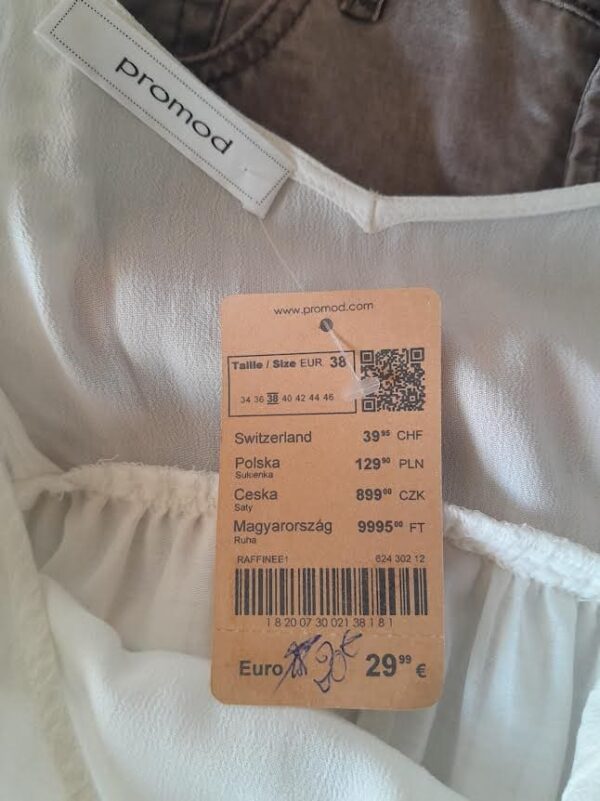 promod
www.promod.com
Taille / Size EUR 38
34 36 38 40 42 44 46
Switzerland 39⁹⁵ CHF
Polska 129⁹⁰ PLN
Sukienka
Ceska 899⁰⁰ CZK
Saty
Magyarország 9995⁰⁰ FT
Ruha
RAFFINEE1 624 302 12
1 8 20 07 30 021 38 1 8 1
Euro 20€ 29⁹⁹ €